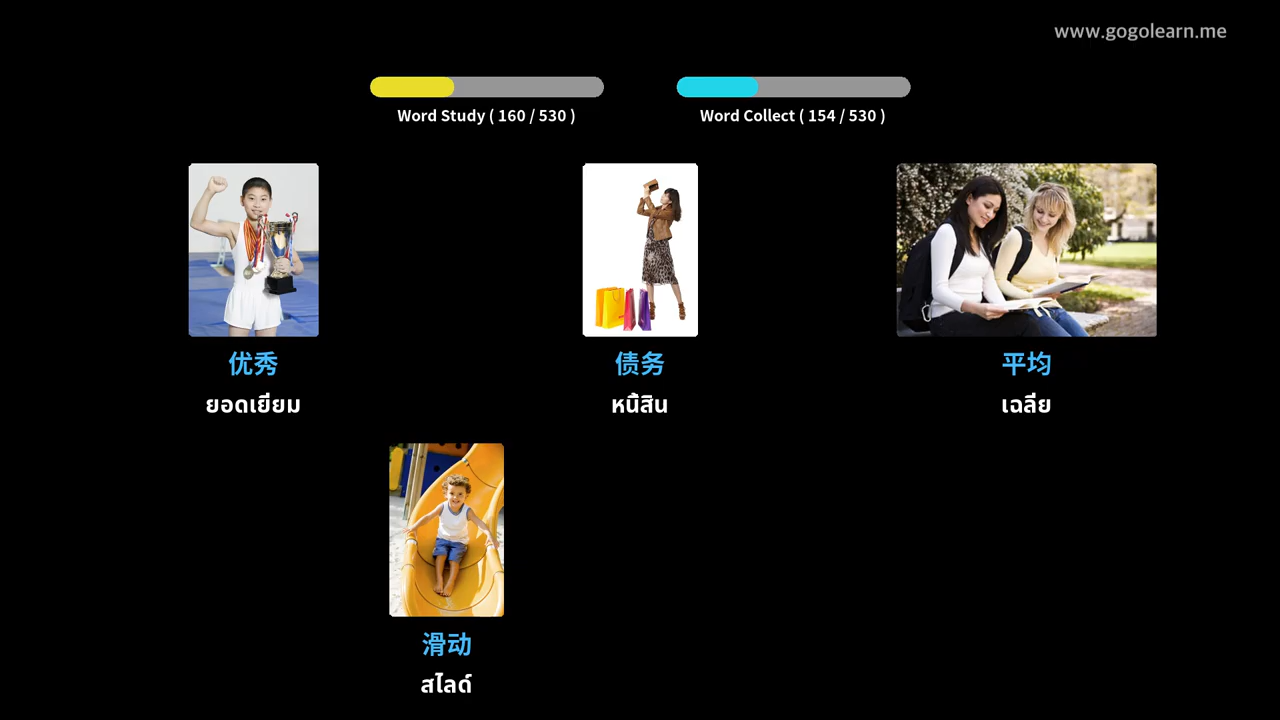 www.gogolearn.me
Word Study ( 160 / 530 )
Word Collect ( 154 / 530 )
优秀
债务
平均
ยอดเยี่ยม
หนี้สิน
เฉลี่ย
滑动
สไลด์